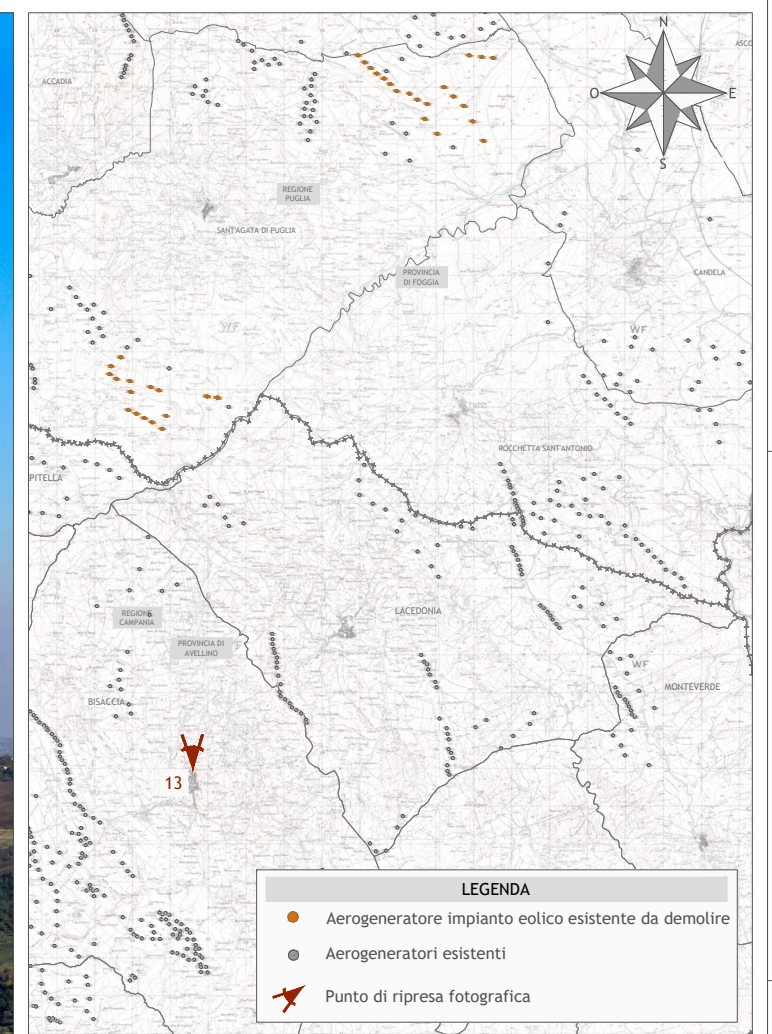 N
ASCO
ACCADIA
O
E
S
REGIONE
PUGLIA
SANT'AGATA DI PUGLIA
PROVINCIA
DI FOGGIA
CANDELA
WF
WF
ROCCHETTA SANT'ANTONIO
PITELLA
LACEDONIA
REGIONE
CAMPANIA
PROVINCIA DI
AVELLINO
WF
MONTEVERDE
BISACCIA
13
LEGENDA
Aerogeneratore impianto eolico esistente da demolire
Aerogeneratori esistenti
Punto di ripresa fotografica